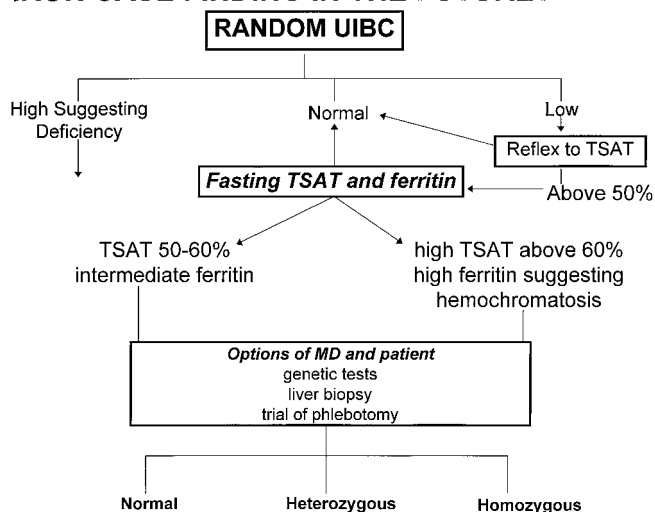 RANDOM UIBC
High Suggesting
Deficiency
Normal
Low
Reflex to TSAT
Fasting TSAT and ferritin
Above 50%
TSAT 50-60%
intermediate ferritin
high TSAT above 60%
high ferritin suggesting
hemochromatosis
Options of MD and patient
genetic tests
liver biopsy
trial of phlebotomy
Normal
Heterozygous
Homozygous